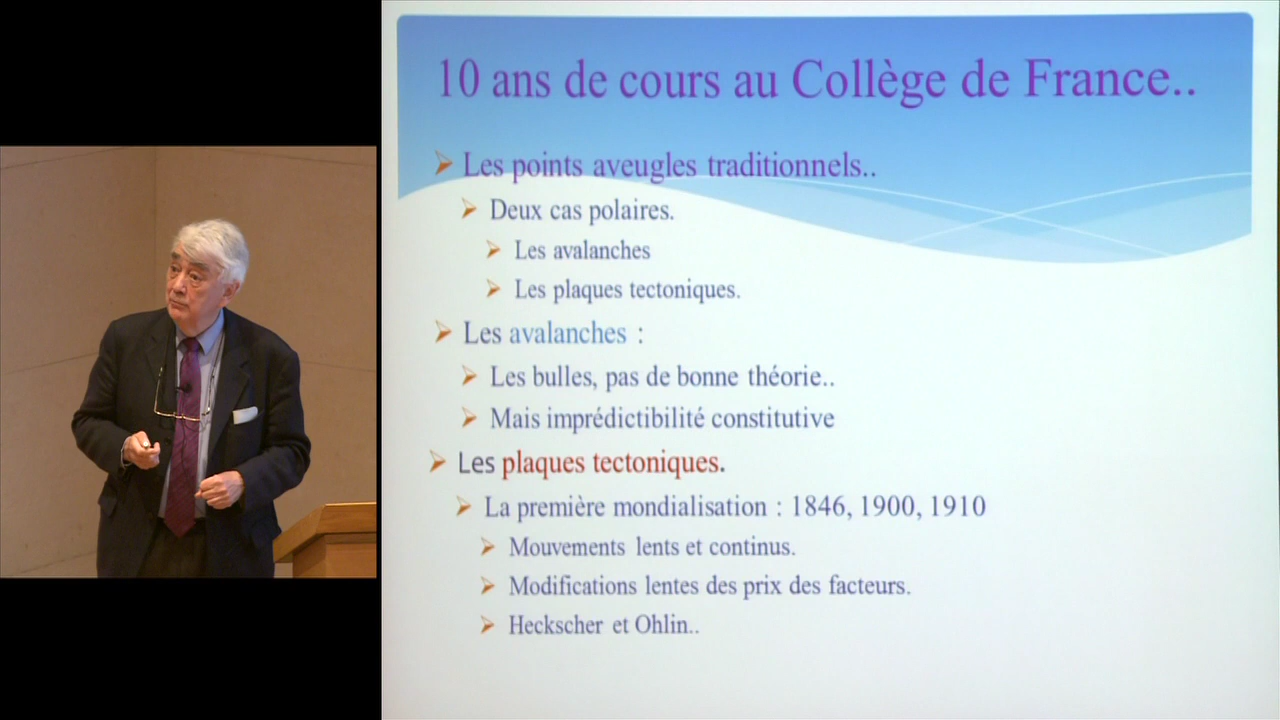 10 ans de cours au Collège de France..
Les points aveugles traditionnels..
Deux cas polaires.
Les avalanches
Les plaques tectoniques.
Les avalanches :
Les bulles, pas de bonne théorie..
Mais imprédictibilité constitutive
Les plaques tectoniques.
La première mondialisation : 1846, 1900, 1910
Mouvements lents et continus.
Modifications lentes des prix des facteurs.
Heckscher et Ohlin..